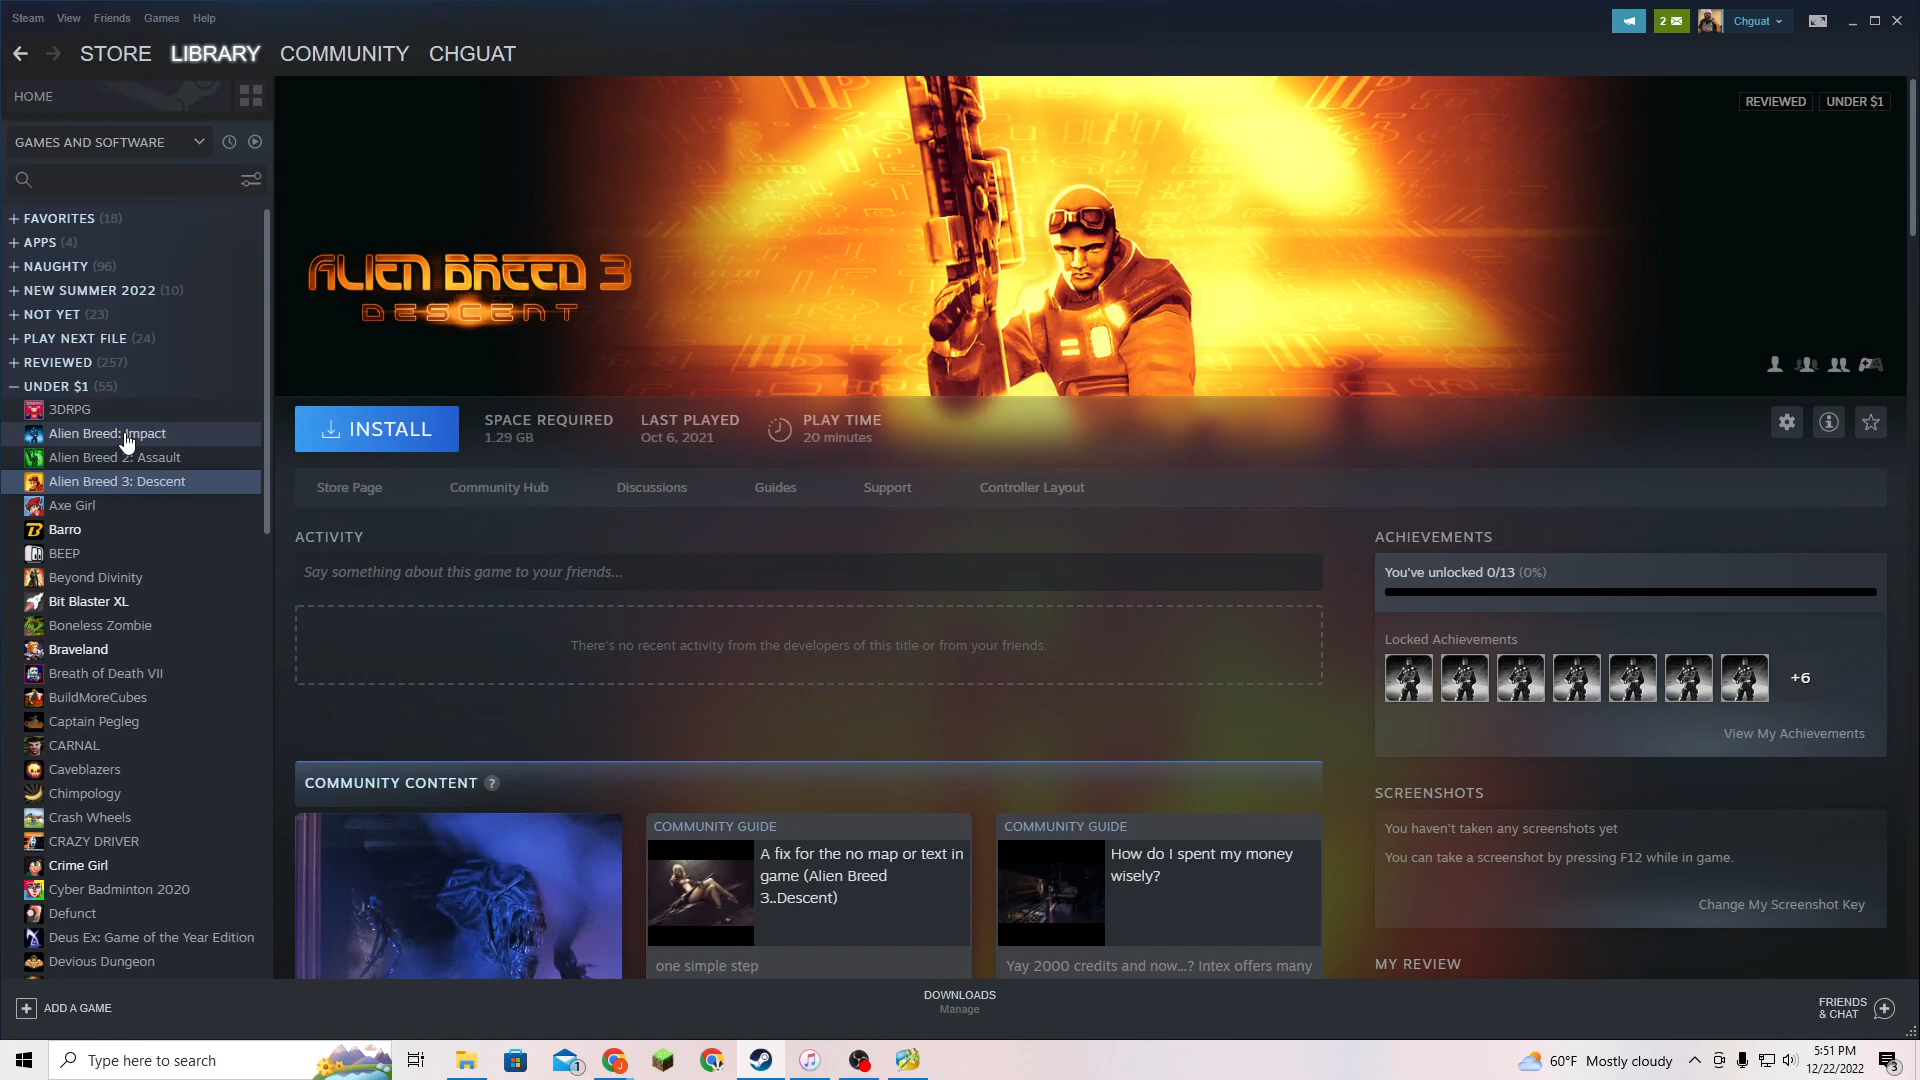 Steam View Friends Games Help
2 Chguat
STORE LIBRARY COMMUNITY CHGUAT
HOME
GAMES AND SOFTWARE
+ FAVORITES (18)
+ APPS (4)
+ NAUGHTY (96)
+ NEW SUMMER 2022 (10)
+ NOT YET (23)
+ PLAY NEXT FILE (24)
+ REVIEWED (257)
− UNDER $1 (55)
3DRPG
Alien Breed: Impact
Alien Breed 2: Assault
Alien Breed 3: Descent
Axe Girl
Barro
BEEP
Beyond Divinity
Bit Blaster XL
Boneless Zombie
Braveland
Breath of Death VII
BuildMoreCubes
Captain Pegleg
CARNAL
Caveblazers
Chimpology
Crash Wheels
CRAZY DRIVER
Crime Girl
Cyber Badminton 2020
Defunct
Deus Ex: Game of the Year Edition
Devious Dungeon
+ ADD A GAME
REVIEWED UNDER $1
ALIEN BREED 3
DESCENT
INSTALL
SPACE REQUIRED
1.29 GB
LAST PLAYED
Oct 6, 2021
PLAY TIME
20 minutes
Store Page Community Hub Discussions Guides Support Controller Layout
ACTIVITY
Say something about this game to your friends...
There's no recent activity from the developers of this title or from your friends.
COMMUNITY CONTENT ?
COMMUNITY GUIDE
A fix for the no map or text in
game (Alien Breed
3..Descent)
one simple step
COMMUNITY GUIDE
How do I spent my money
wisely?
Yay 2000 credits and now...? Intex offers many
ACHIEVEMENTS
You've unlocked 0/13 (0%)
Locked Achievements
+6
View My Achievements
SCREENSHOTS
You haven't taken any screenshots yet
You can take a screenshot by pressing F12 while in game.
Change My Screenshot Key
MY REVIEW
DOWNLOADS
Manage
FRIENDS
& CHAT
Type here to search
1
60°F Mostly cloudy
5:51 PM
12/22/2022
3